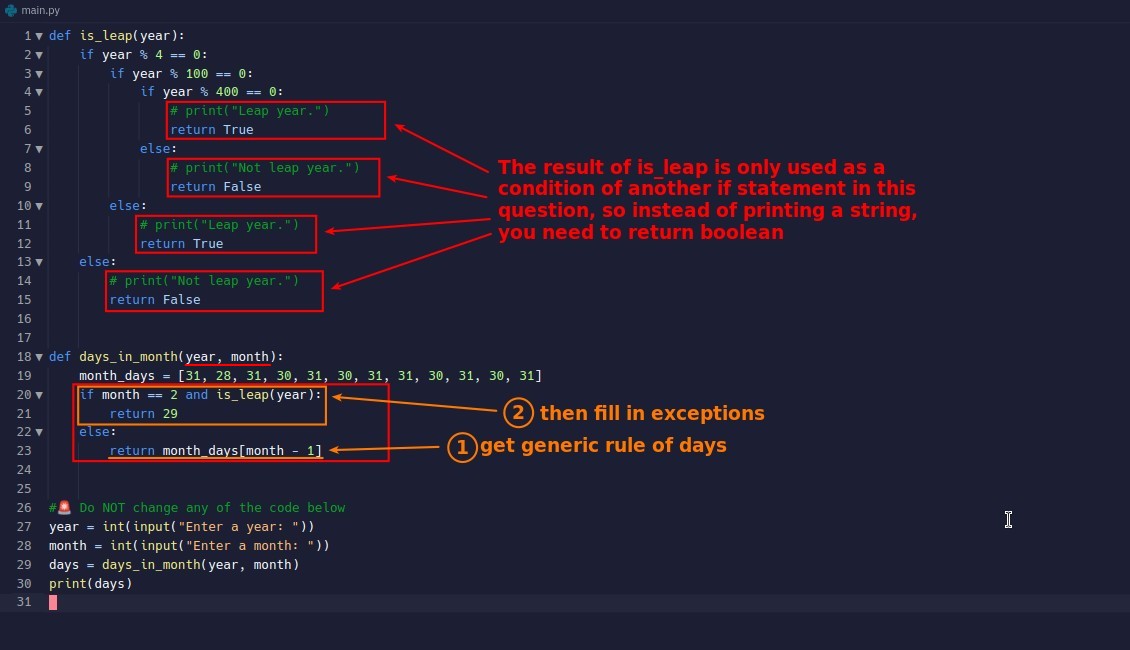 main.py
1 def is_leap(year):
2     if year % 4 == 0:
3         if year % 100 == 0:
4             if year % 400 == 0:
5                 # print("Leap year.")
6                 return True
7             else:
8                 # print("Not leap year.")
9                 return False
10         else:
11             # print("Leap year.")
12             return True
13     else:
14         # print("Not leap year.")
15         return False
16
17
The result of is_leap is only used as a
condition of another if statement in this
question, so instead of printing a string,
you need to return boolean
18 def days_in_month(year, month):
19     month_days = [31, 28, 31, 30, 31, 30, 31, 31, 30, 31, 30, 31]
20     if month == 2 and is_leap(year):
21         return 29
22     else:
23         return month_days[month - 1]
24
25
2 then fill in exceptions
1 get generic rule of days
26 #🚨 Do NOT change any of the code below
27 year = int(input("Enter a year: "))
28 month = int(input("Enter a month: "))
29 days = days_in_month(year, month)
30 print(days)
31